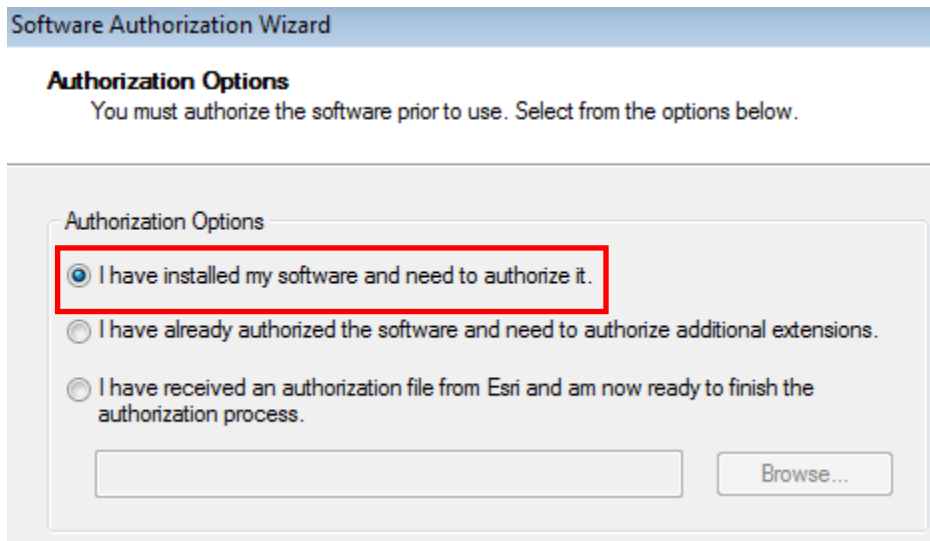 Software Authorization Wizard
Authorization Options
You must authorize the software prior to use. Select from the options below.
Authorization Options
I have installed my software and need to authorize it.
I have already authorized the software and need to authorize additional extensions.
I have received an authorization file from Esri and am now ready to finish the
authorization process.
Browse...